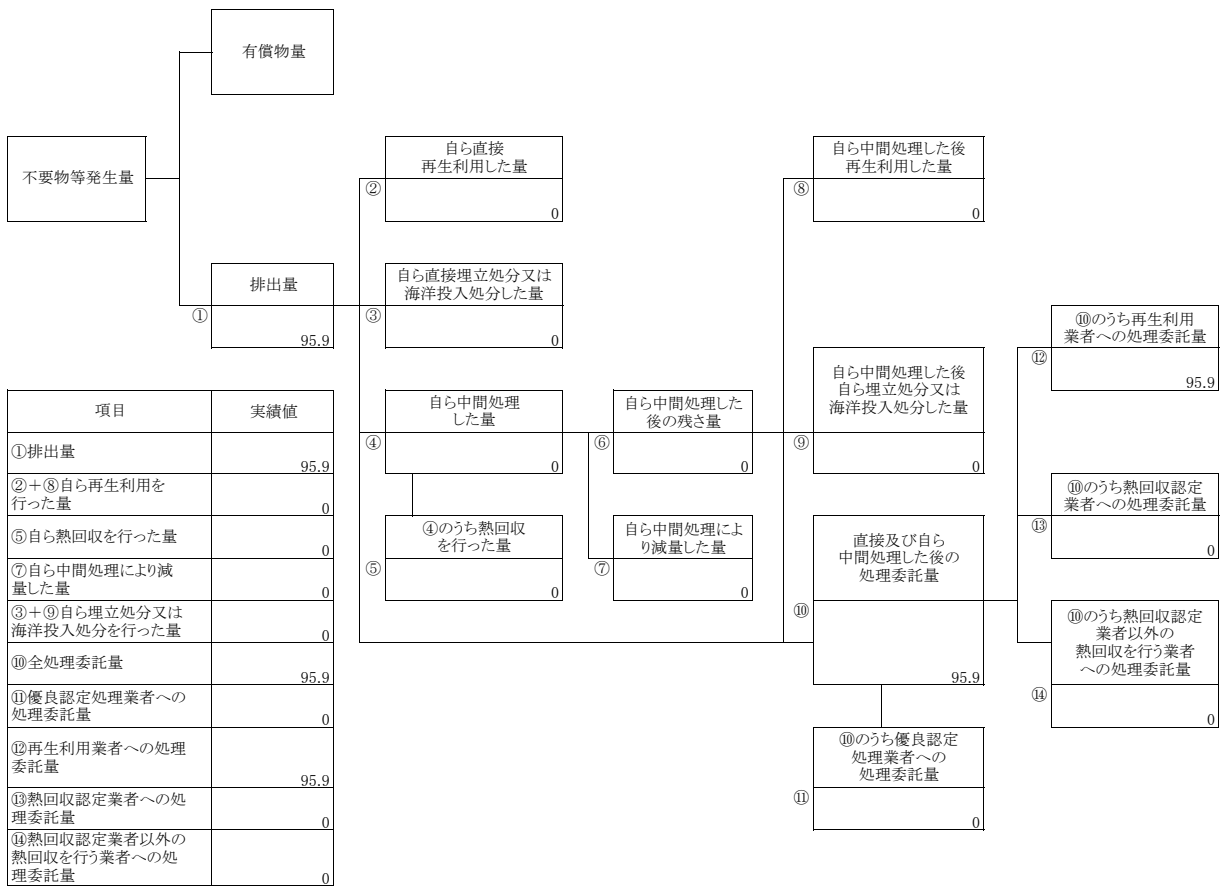 有償物量
不要物等発生量
排出量
①
95.9
自ら直接
再生利用した量
②
0
自ら直接埋立処分又は
海洋投入処分した量
③
0
自ら中間処理
した量
④
0
④のうち熱回収
を行った量
⑤
0
自ら中間処理した
後の残さ量
⑥
0
自ら中間処理によ
り減量した量
⑦
0
自ら中間処理した後
再生利用した量
⑧
0
自ら中間処理した後
自ら埋立処分又は
海洋投入処分した量
⑨
0
直接及び自ら
中間処理した後の
処理委託量
⑩
95.9
⑩のうち優良認定
処理業者への
処理委託量
⑪
0
⑩のうち再生利用
業者への処理委託量
⑫
95.9
⑩のうち熱回収認定
業者への処理委託量
⑬
0
⑩のうち熱回収認定
業者以外の
熱回収を行う業者
への処理委託量
⑭
0
項目 実績値
①排出量
95.9
②+⑧自ら再生利用を
行った量
0
⑤自ら熱回収を行った量
0
⑦自ら中間処理により減
量した量
0
③+⑨自ら埋立処分又は
海洋投入処分を行った量
0
⑩全処理委託量
95.9
⑪優良認定処理業者への
処理委託量
0
⑫再生利用業者への処理
委託量
95.9
⑬熱回収認定業者への処
理委託量
0
⑭熱回収認定業者以外の
熱回収を行う業者への処
理委託量
0